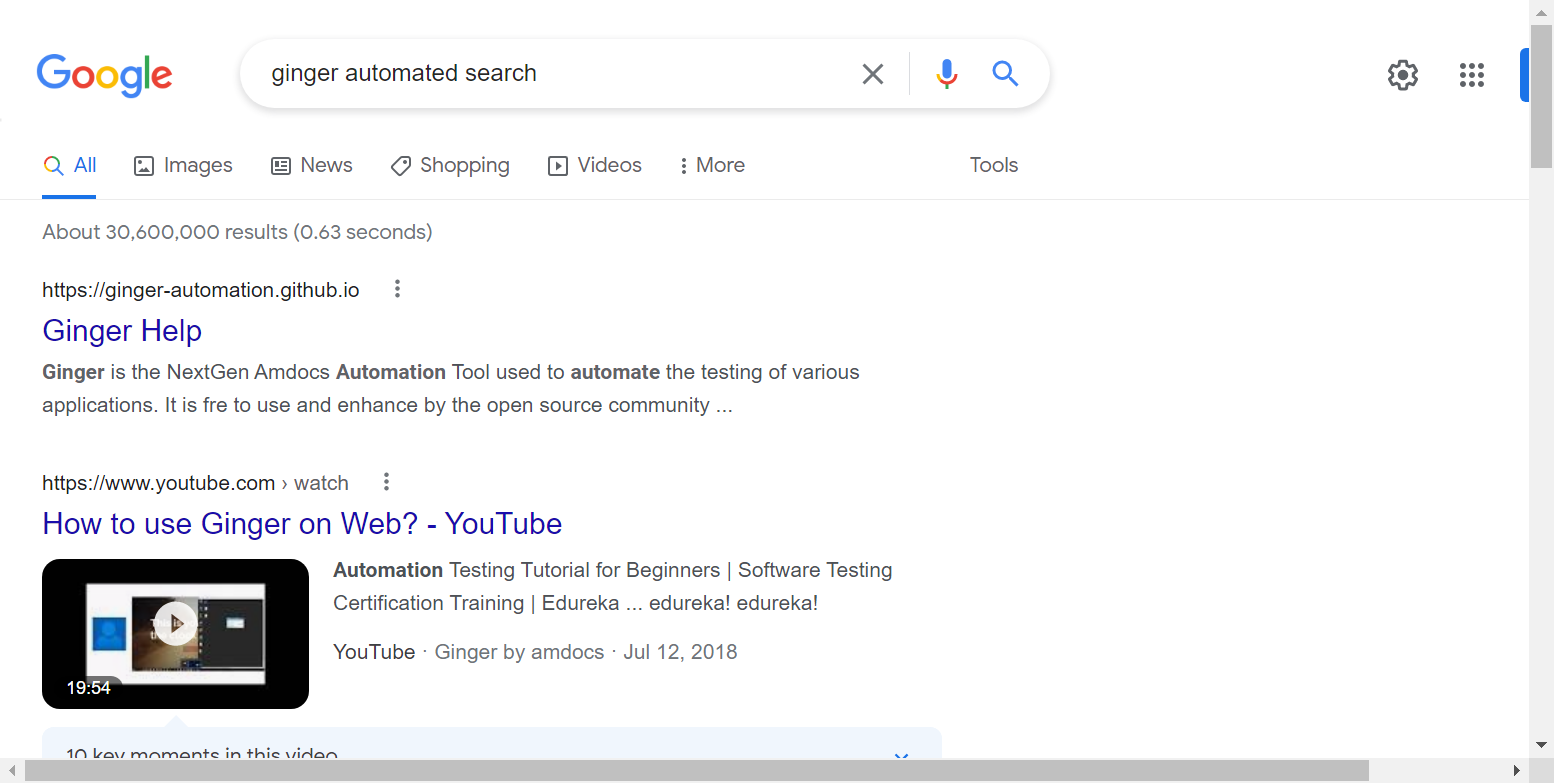 Google
ginger automated search
All Images News Shopping Videos More Tools
About 30,600,000 results (0.63 seconds)
https://ginger-automation.github.io
Ginger Help
Ginger is the NextGen Amdocs Automation Tool used to automate the testing of various
applications. It is fre to use and enhance by the open source community ...
https://www.youtube.com › watch
How to use Ginger on Web? - YouTube
Automation Testing Tutorial for Beginners | Software Testing
Certification Training | Edureka ... edureka! edureka!
YouTube · Ginger by amdocs · Jul 12, 2018
19:54
10 key moments in this video